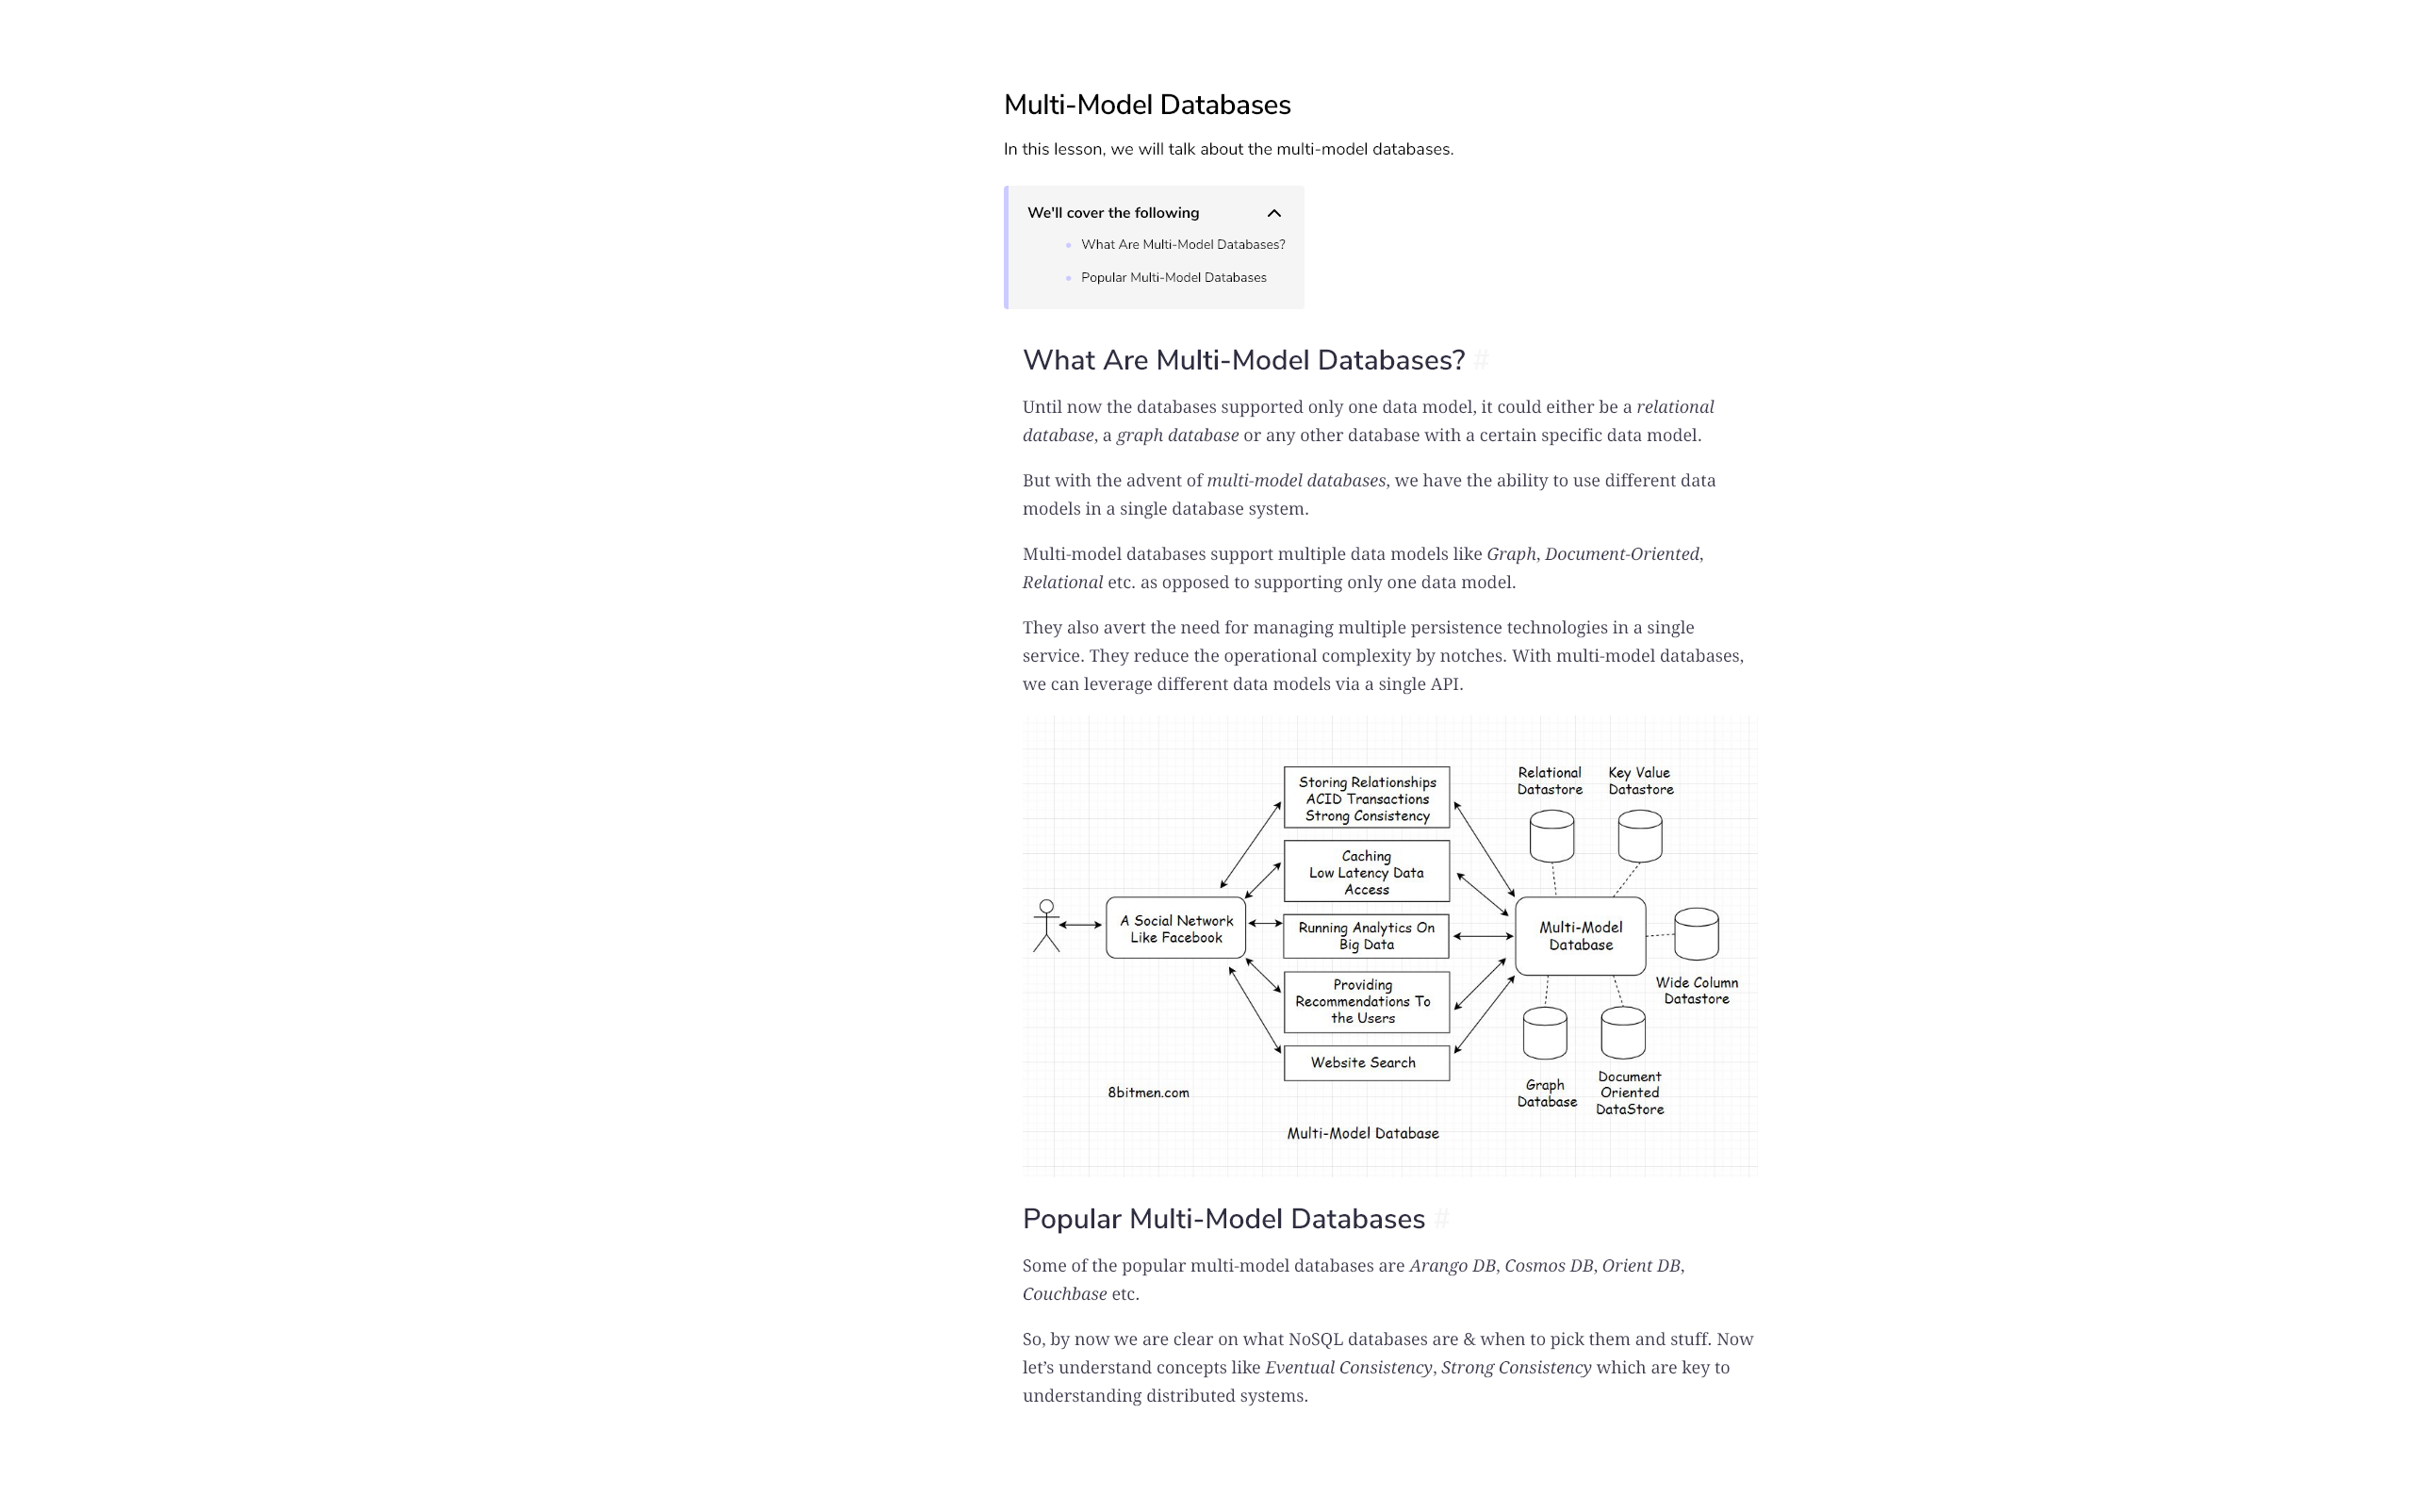 Multi-Model Databases
In this lesson, we will talk about the multi-model databases.
We'll cover the following
What Are Multi-Model Databases?
Popular Multi-Model Databases
What Are Multi-Model Databases? #
Until now the databases supported only one data model, it could either be a relational
database, a graph database or any other database with a certain specific data model.
But with the advent of multi-model databases, we have the ability to use different data
models in a single database system.
Multi-model databases support multiple data models like Graph, Document-Oriented,
Relational etc. as opposed to supporting only one data model.
They also avert the need for managing multiple persistence technologies in a single
service. They reduce the operational complexity by notches. With multi-model databases,
we can leverage different data models via a single API.
A Social Network
Like Facebook
Storing Relationships
ACID Transactions
Strong Consistency
Caching
Low Latency Data
Access
Running Analytics On
Big Data
Providing
Recommendations To
the Users
Website Search
Relational
Datastore
Key Value
Datastore
Multi-Model
Database
Wide Column
Datastore
Graph
Database
Document
Oriented
DataStore
8bitmen.com
Multi-Model Database
Popular Multi-Model Databases #
Some of the popular multi-model databases are Arango DB, Cosmos DB, Orient DB,
Couchbase etc.
So, by now we are clear on what NoSQL databases are & when to pick them and stuff. Now
let’s understand concepts like Eventual Consistency, Strong Consistency which are key to
understanding distributed systems.